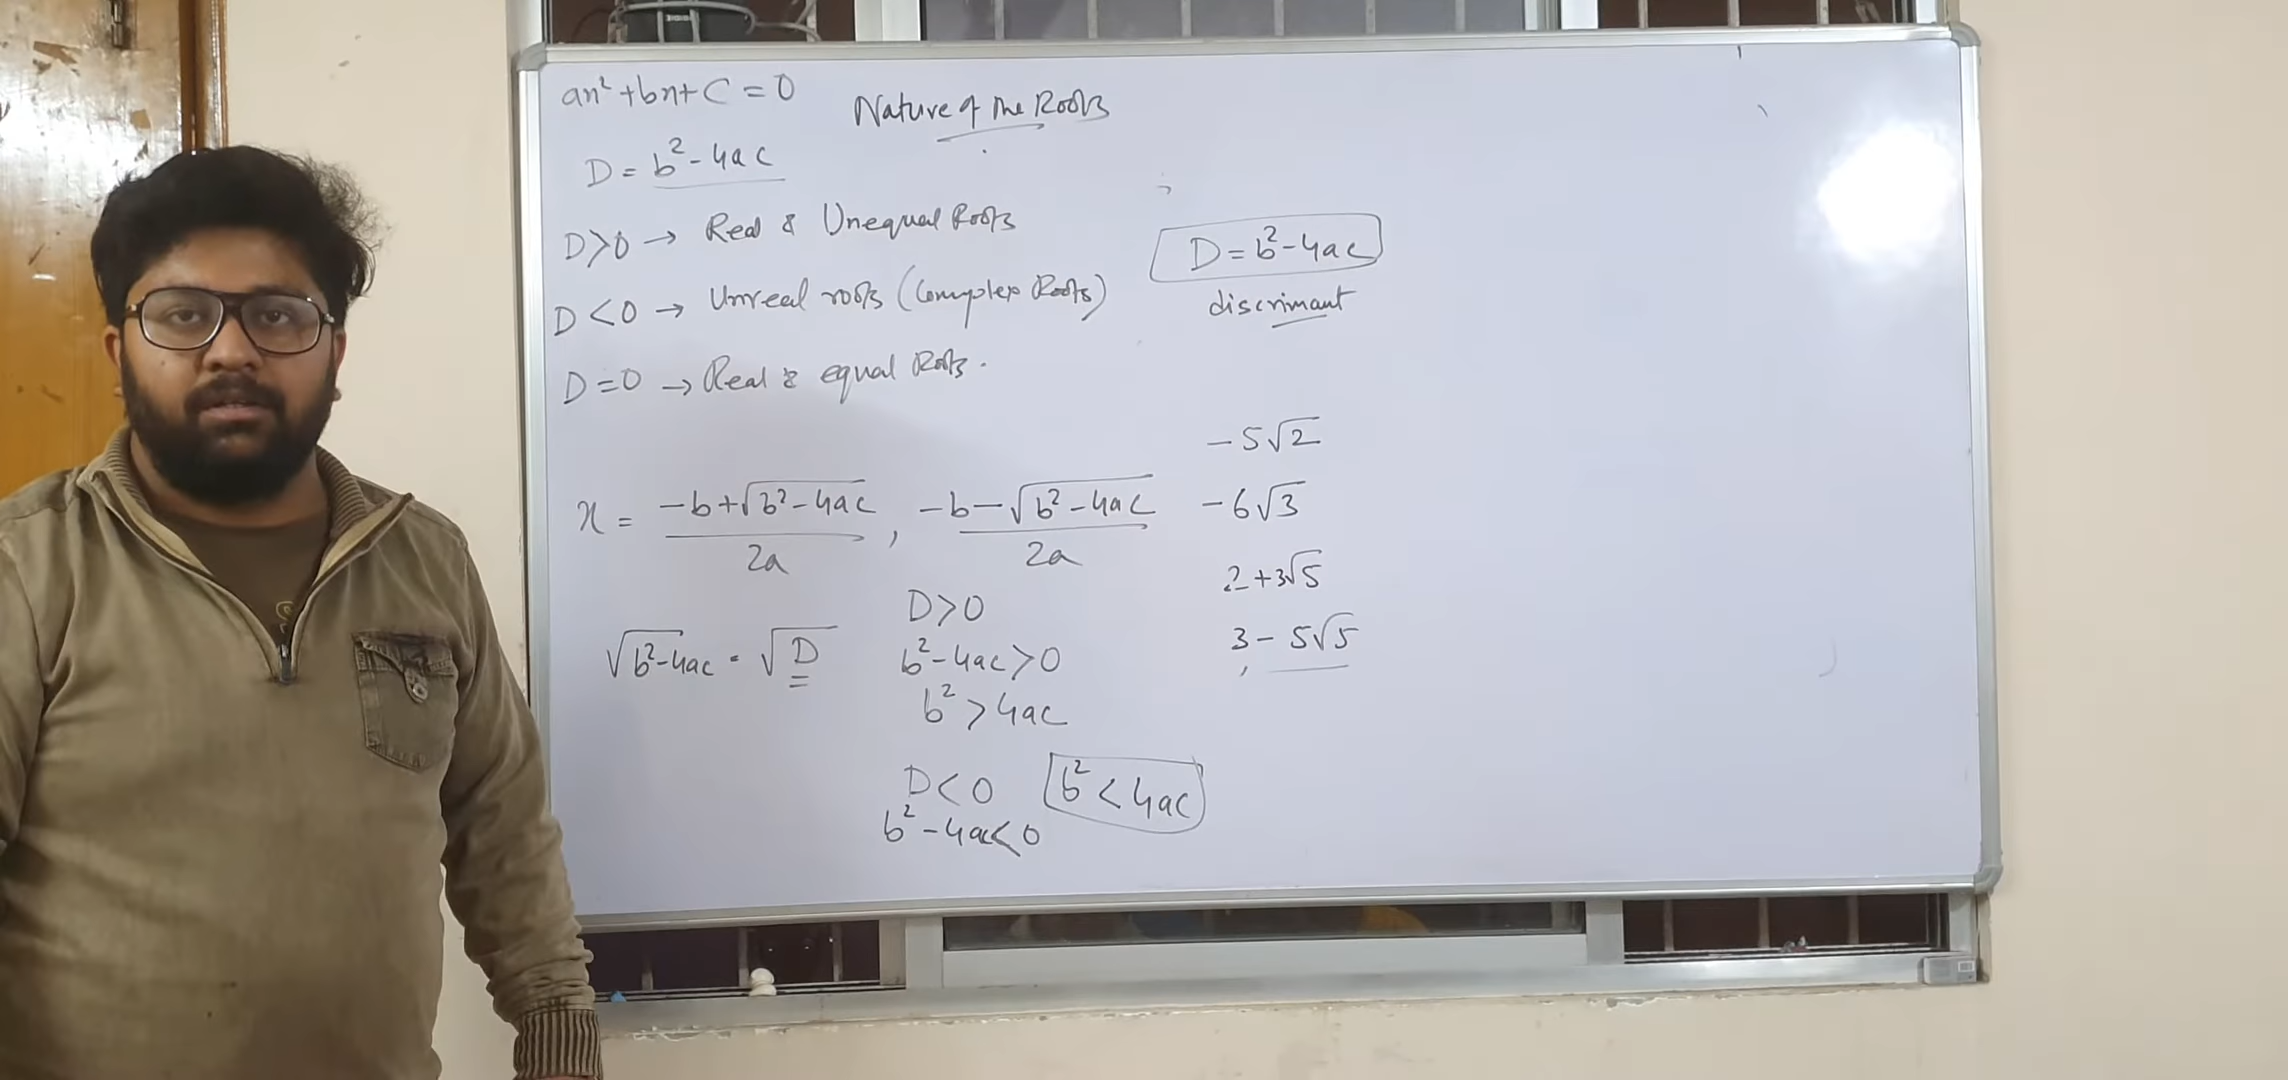 ax² + bx + C = 0
Nature of the Roots
D = b² - 4ac
D > 0 → Real & Unequal Roots
D < 0 → Unreal roots (Complex Roots)
D = 0 → Real & equal Roots.
D = b² - 4ac
discrimant
x = -b + √b² - 4ac / 2a , -b - √b² - 4ac / 2a
√b² - 4ac = √D
D > 0
b² - 4ac > 0
b² > 4ac
D < 0
b² < 4ac
b² - 4ac < 0
- 5√2
- 6√3
2 + 3√5
3 - 5√5